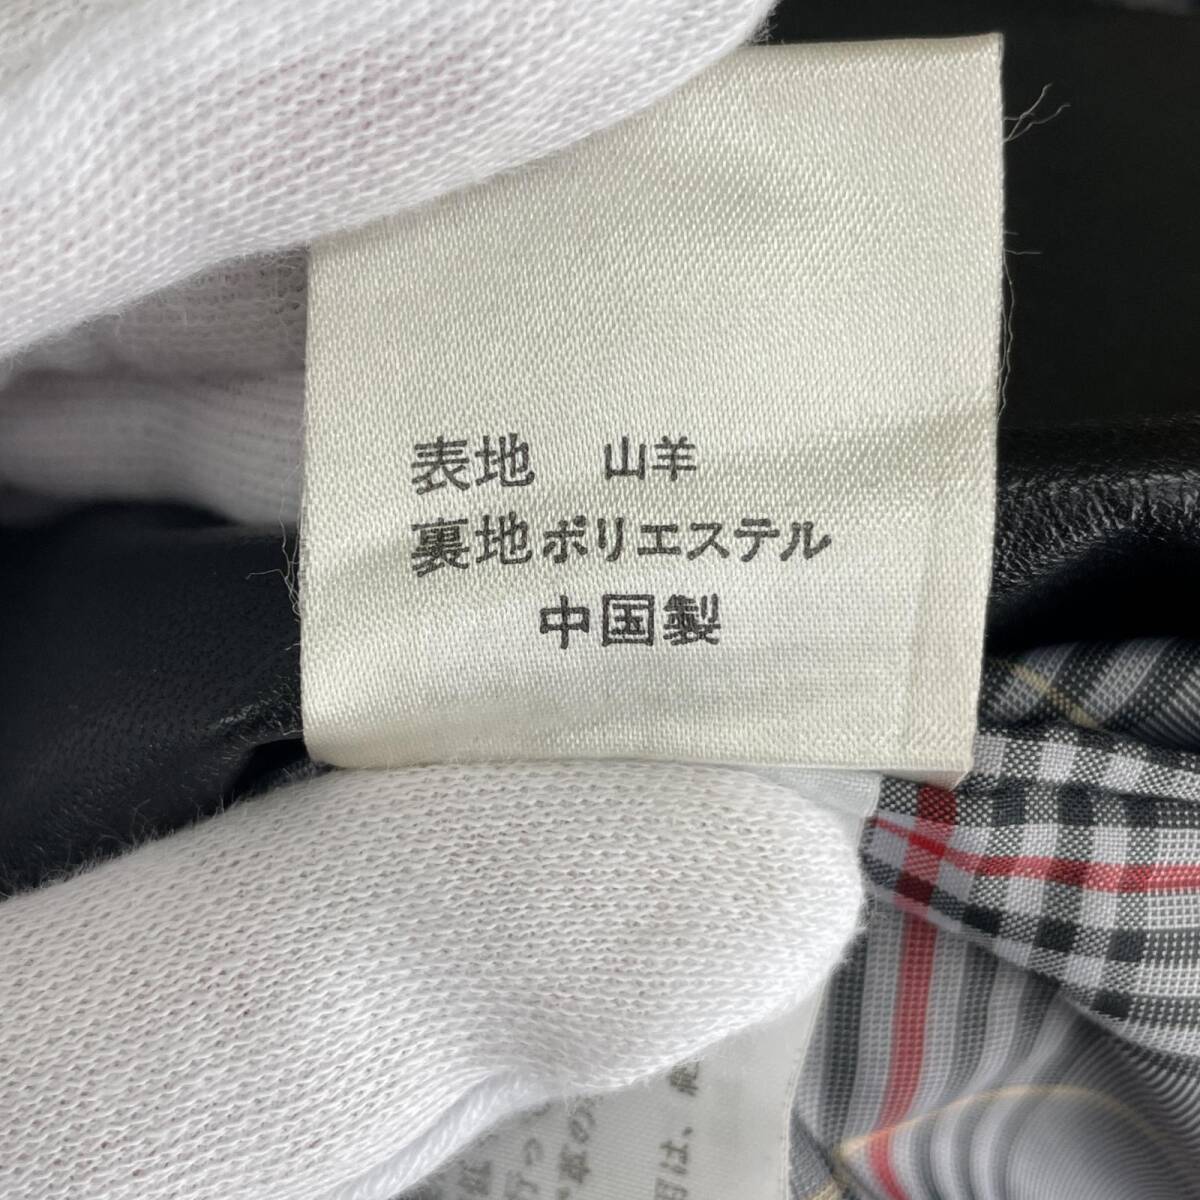 表地 山羊
裏地ポリエステル
中国製